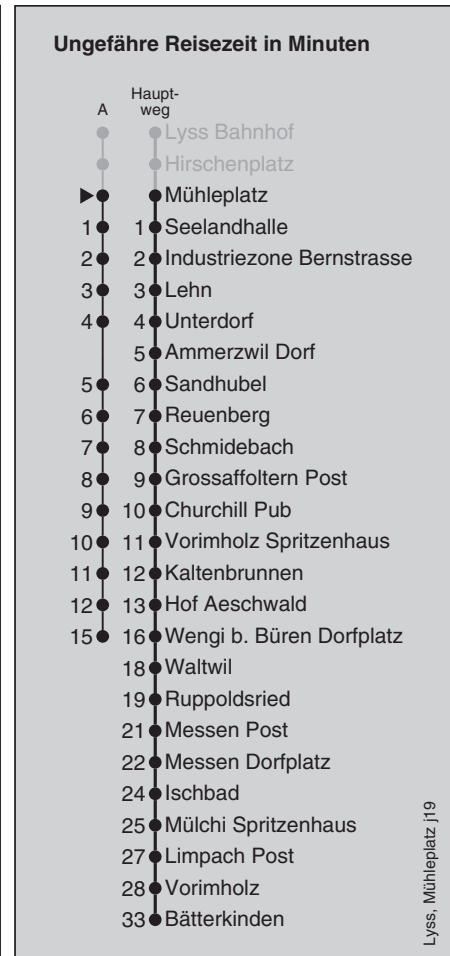 Ungefähre Reisezeit in Minuten
A
Haupt-
weg
Lyss Bahnhof
Hirschenplatz
Mühleplatz
1 1 Seelandhalle
2 2 Industriezone Bernstrasse
3 3 Lehn
4 4 Unterdorf
5 Ammerzwil Dorf
5 6 Sandhubel
6 7 Reuenberg
7 8 Schmidebach
8 9 Grossaffoltern Post
9 10 Churchill Pub
10 11 Vorimholz Spritzenhaus
11 12 Kaltenbrunnen
12 13 Hof Aeschwald
15 16 Wengi b. Büren Dorfplatz
18 Waltwil
19 Ruppoldsried
21 Messen Post
22 Messen Dorfplatz
24 Ischbad
25 Mülchi Spritzenhaus
27 Limpach Post
28 Vorimholz
33 Bätterkinden
Lyss, Mühleplatz j19